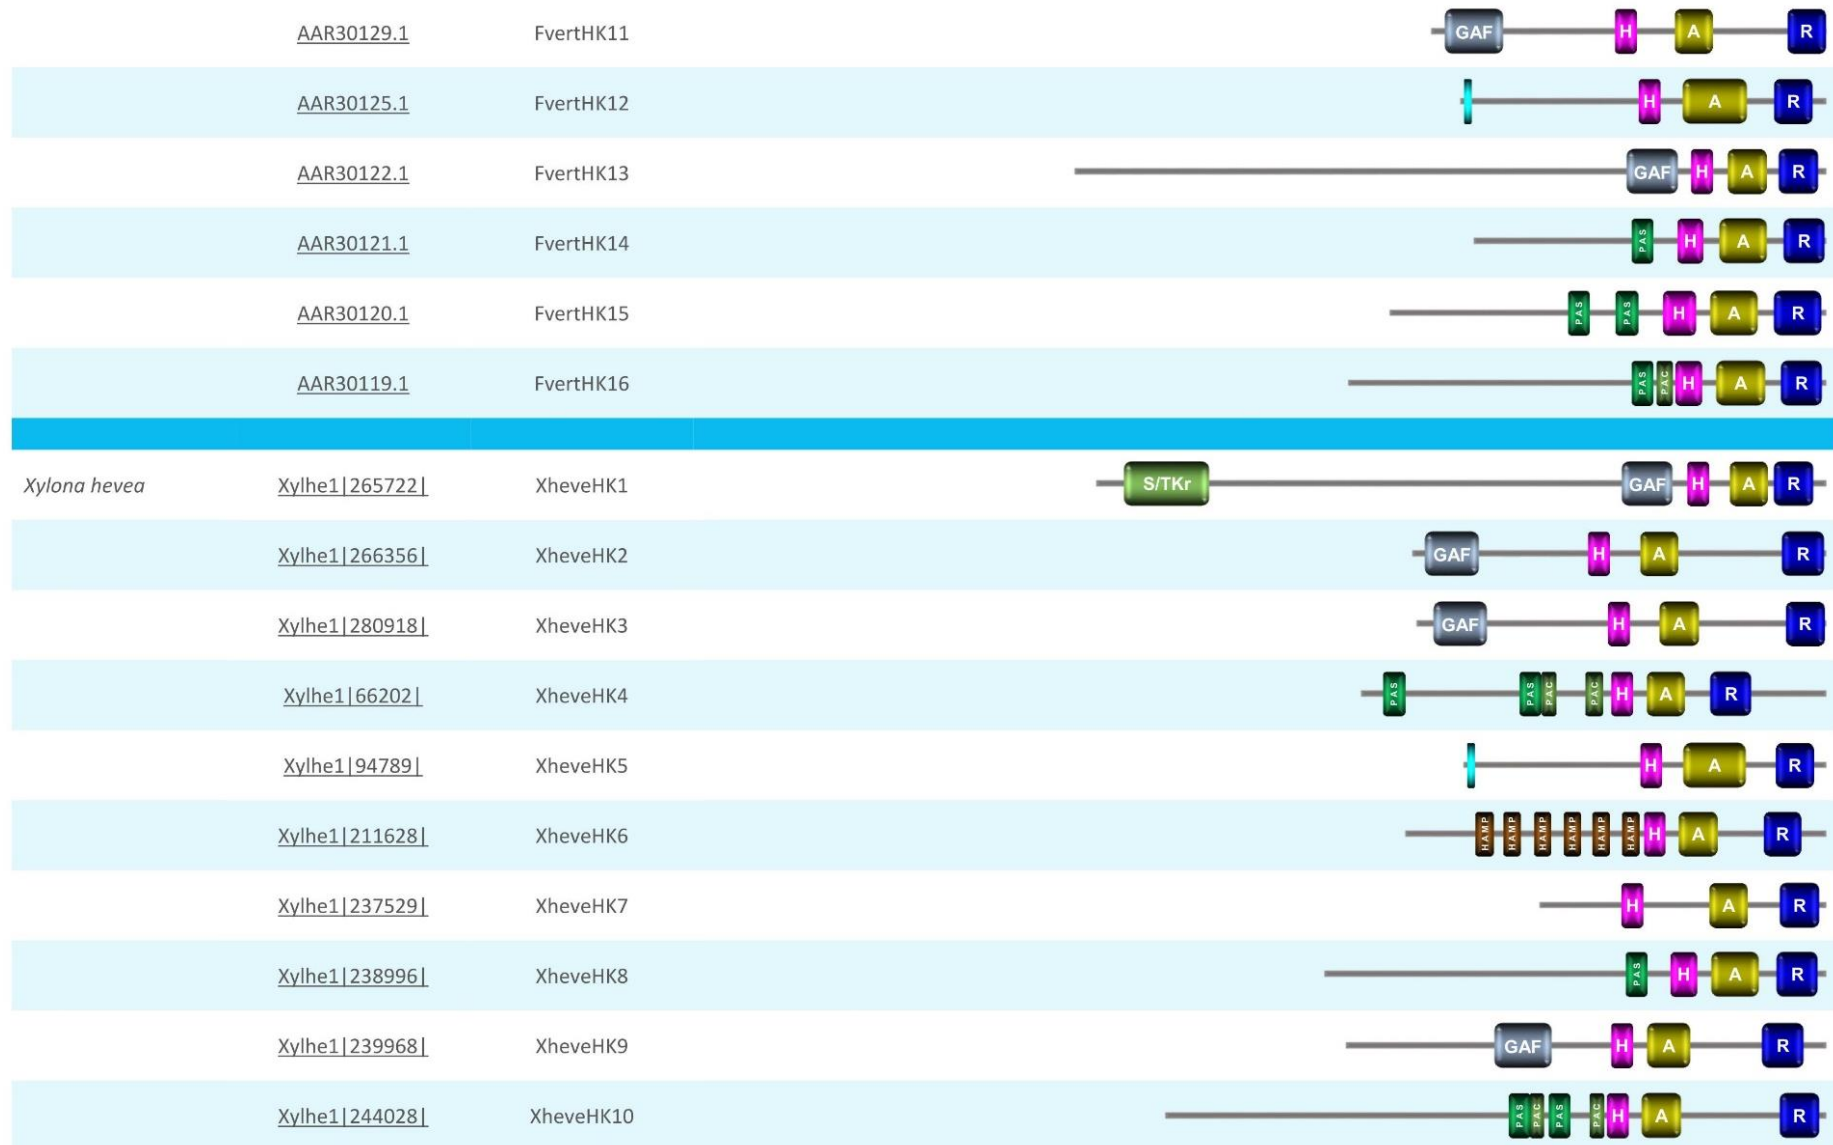 AAR30129.1 FvertHK11 GAF H A R
AAR30125.1 FvertHK12 H A R
AAR30122.1 FvertHK13 GAF H A R
AAR30121.1 FvertHK14 PAS H A R
AAR30120.1 FvertHK15 PAS PAS H A R
AAR30119.1 FvertHK16 PAS PAC H A R
Xylona hevea Xylhe1|265722| XheveHK1 S/TKr GAF H A R
Xylhe1|266356| XheveHK2 GAF H A R
Xylhe1|280918| XheveHK3 GAF H A R
Xylhe1|66202| XheveHK4 PAS PAS PAC PAC H A R
Xylhe1|94789| XheveHK5 H A R
Xylhe1|211628| XheveHK6 HAMP HAMP HAMP HAMP HAMP HAMP H A R
Xylhe1|237529| XheveHK7 H A R
Xylhe1|238996| XheveHK8 PAS H A R
Xylhe1|239968| XheveHK9 GAF H A R
Xylhe1|244028| XheveHK10 PAS PAC PAS PAC H A R